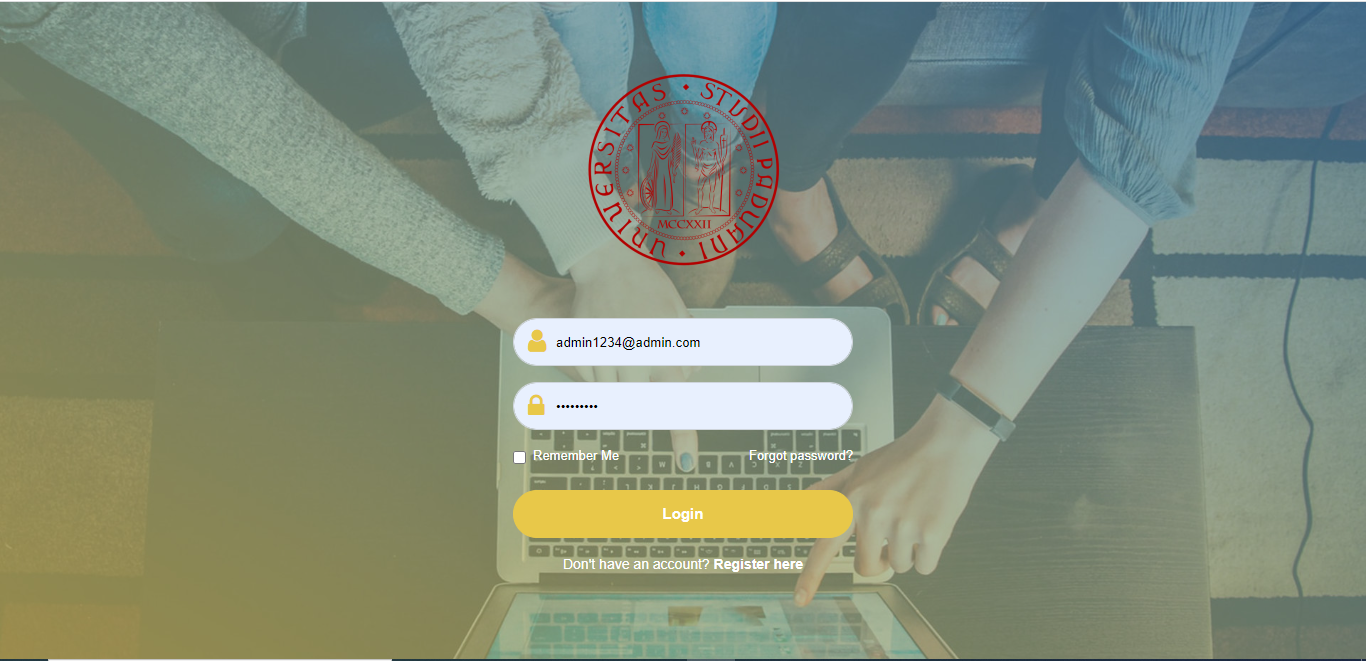 UNIVERSITAS STUDII PADUANI
MCCXXII
admin1234@admin.com
•••••••••
Remember Me
Forgot password?
Login
Don't have an account? Register here